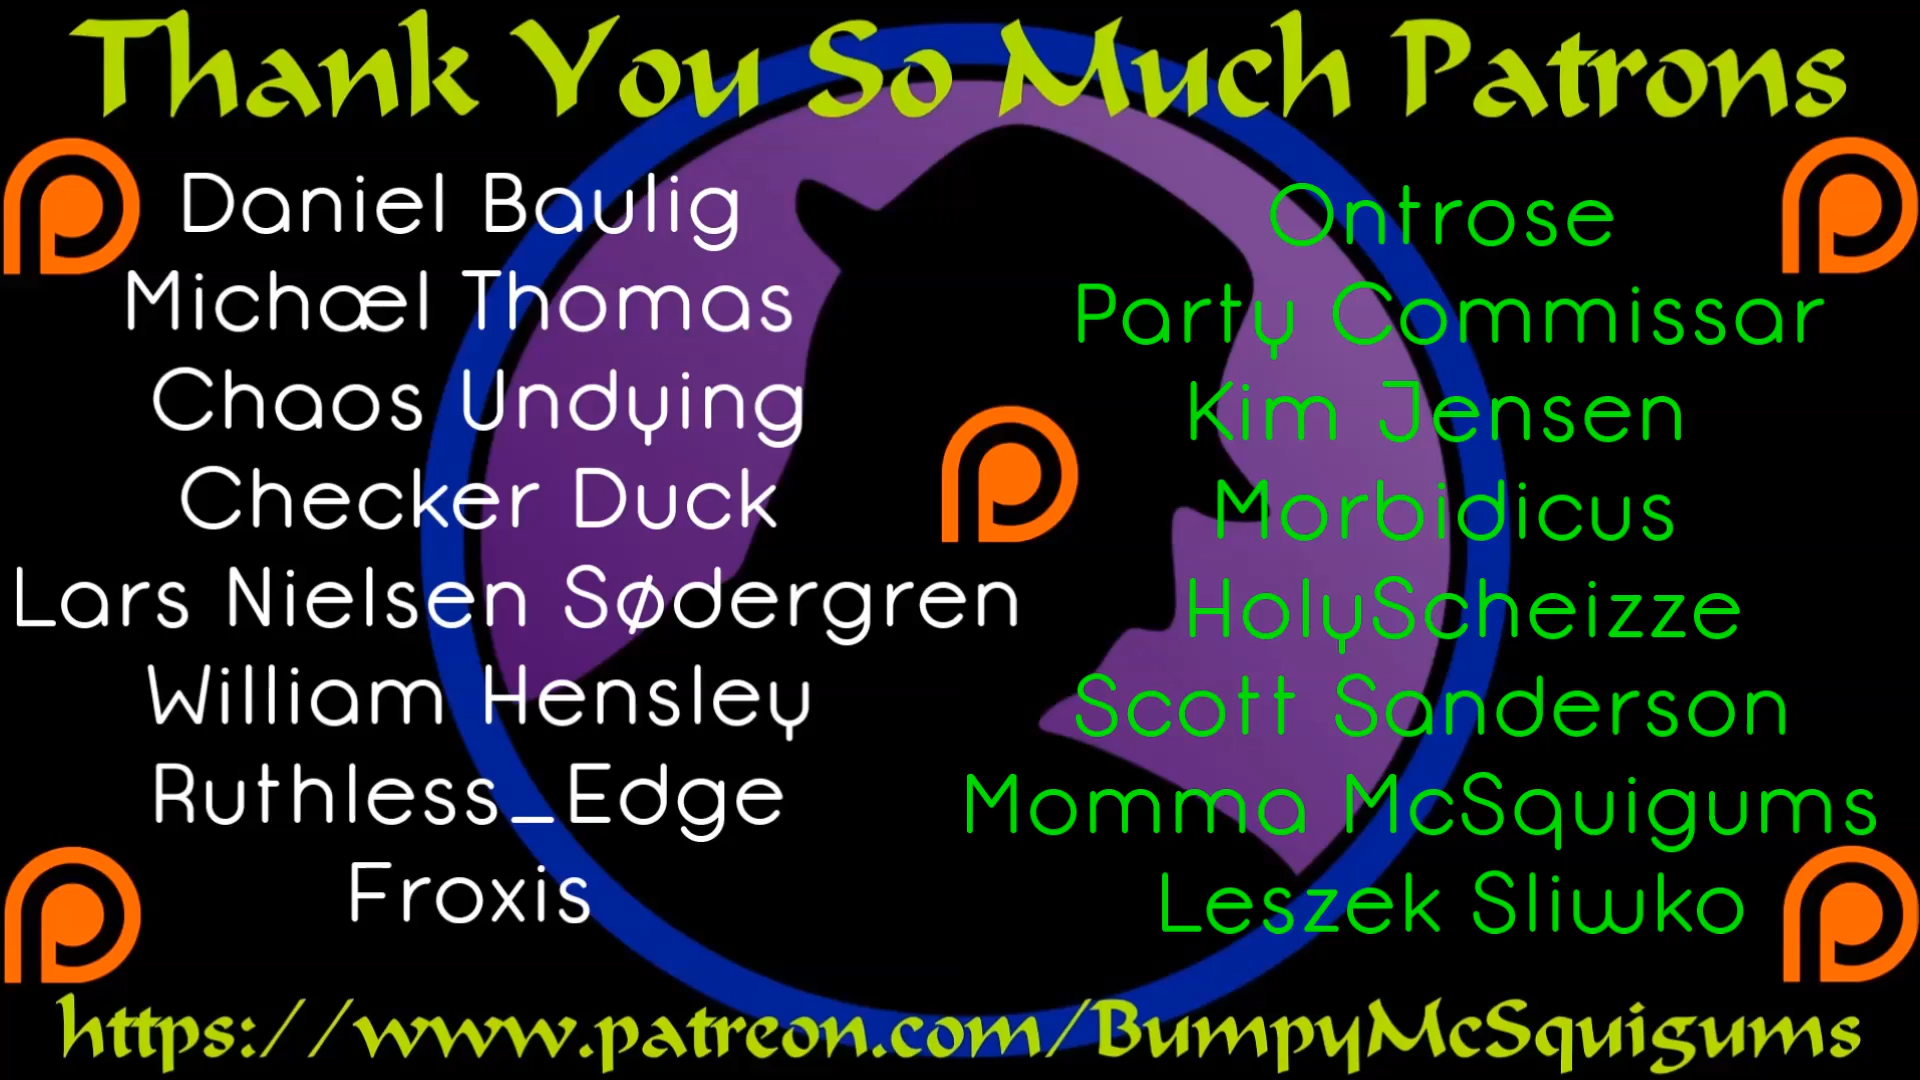 Thank You So Much Patrons
Daniel Baulig
Michæl Thomas
Chaos Undying
Checker Duck
Lars Nielsen Sødergren
William Hensley
Ruthless_Edge
Froxis
Ontrose
Party Commissar
Kim Jensen
Morbidicus
HolyScheizze
Scott Sanderson
Momma McSquigums
Leszek Sliwko
https://www.patreon.com/BumpyMcSquigums